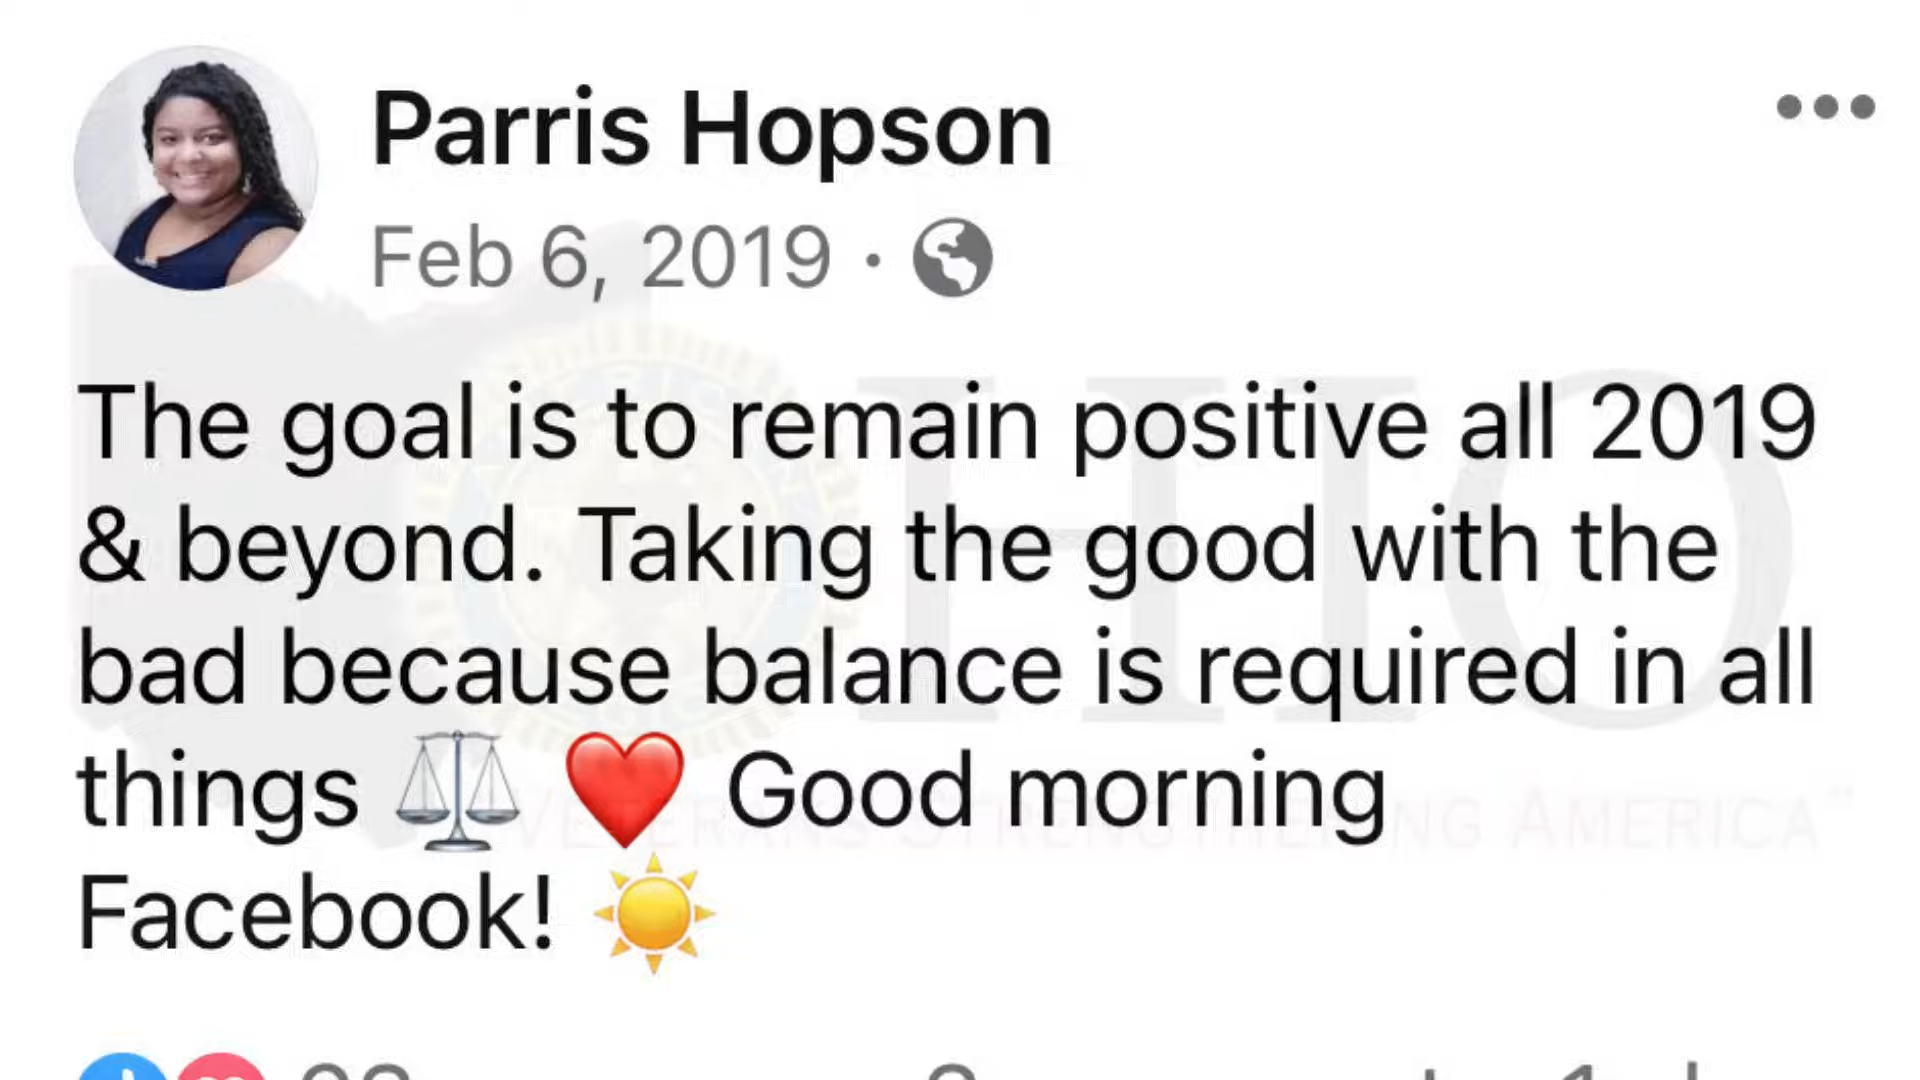 Parris Hopson
Feb 6, 2019 ·
The goal is to remain positive all 2019
& beyond. Taking the good with the
bad because balance is required in all
things ⚖️ ❤️ Good morning
Facebook! ☀️